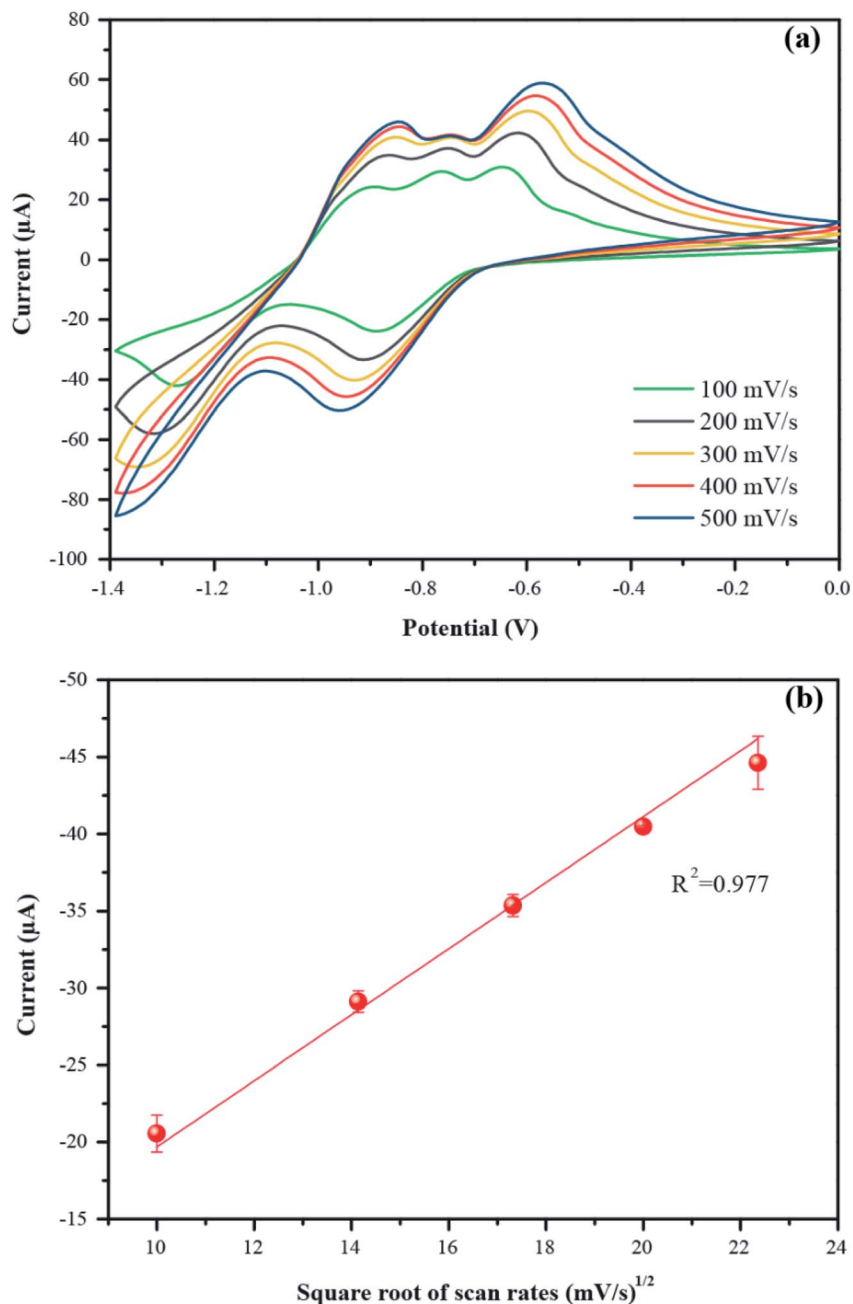 (a)
80
60
40
20
0
-20
-40
-60
-80
-100
Current (µA)
100 mV/s
200 mV/s
300 mV/s
400 mV/s
500 mV/s
-1.4 -1.2 -1.0 -0.8 -0.6 -0.4 -0.2 0.0
Potential (V)
(b)
-50
-45
-40
-35
-30
-25
-20
-15
Current (µA)
R²=0.977
10 12 14 16 18 20 22 24
Square root of scan rates (mV/s)^1/2